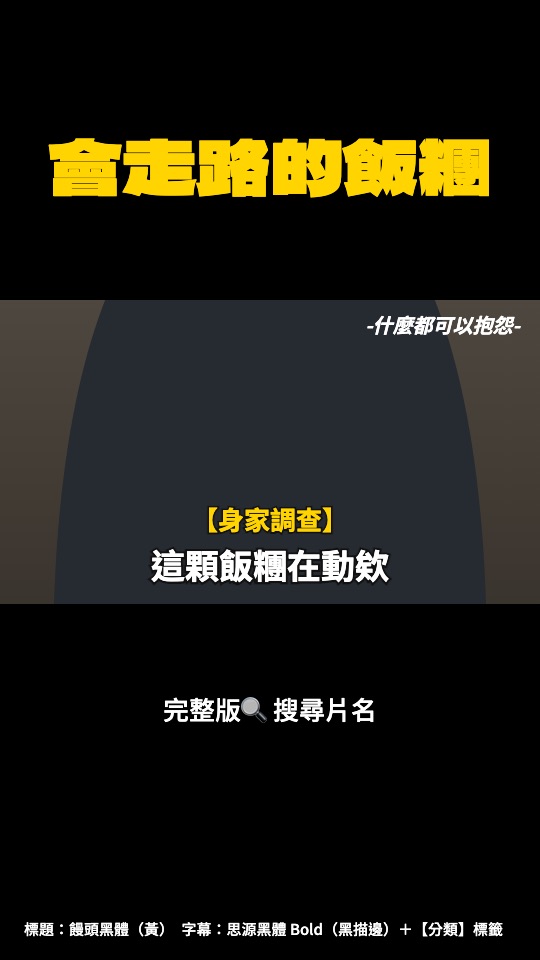 會走路的飯糰
-什麼都可以抱怨-
【身家調查】
這顆飯糰在動欸
完整版🔍搜尋片名
標題：饅頭黑體（黃） 字幕：思源黑體 Bold（黑描邊）＋【分類】標籤